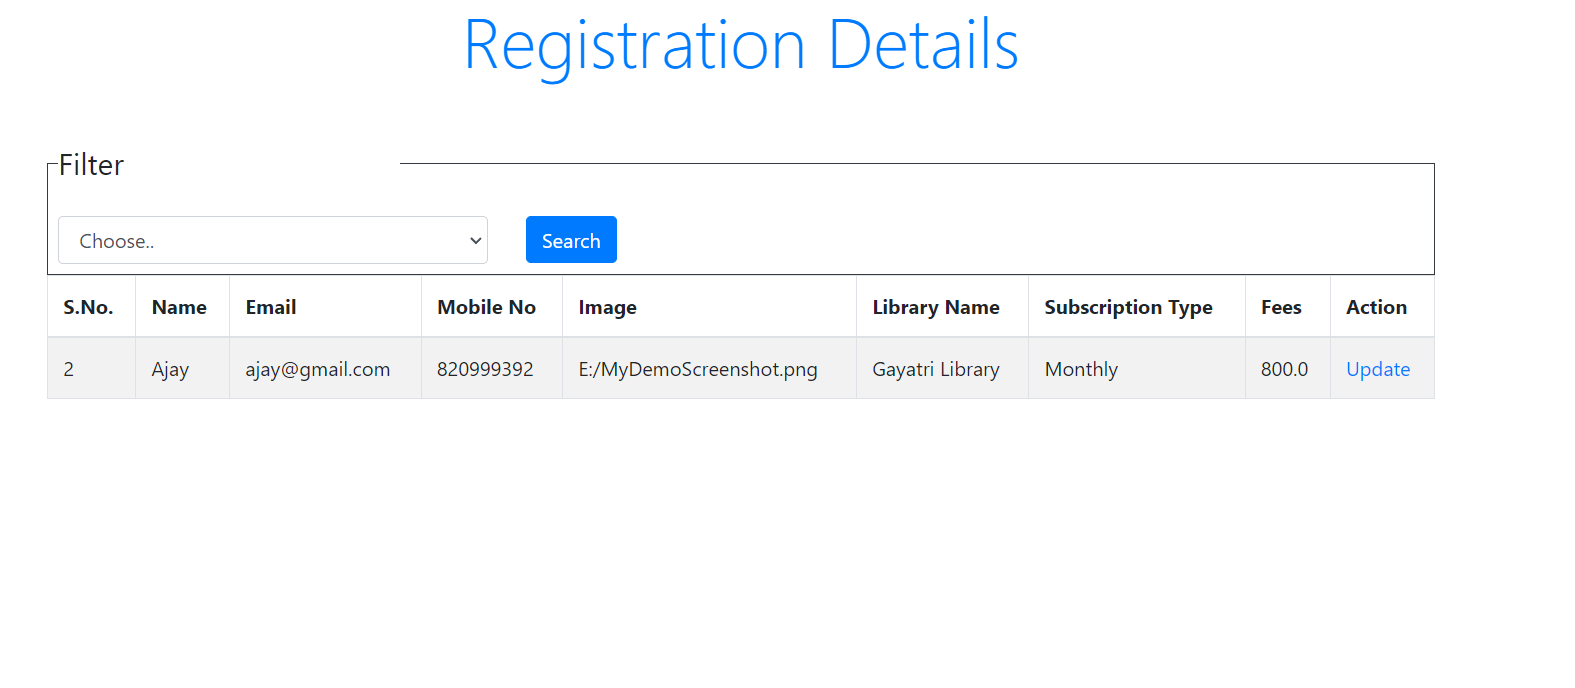 Registration Details
Filter
Choose..
Search
S.No. Name Email Mobile No Image Library Name Subscription Type Fees Action
2 Ajay ajay@gmail.com 820999392 E:/MyDemoScreenshot.png Gayatri Library Monthly 800.0 Update